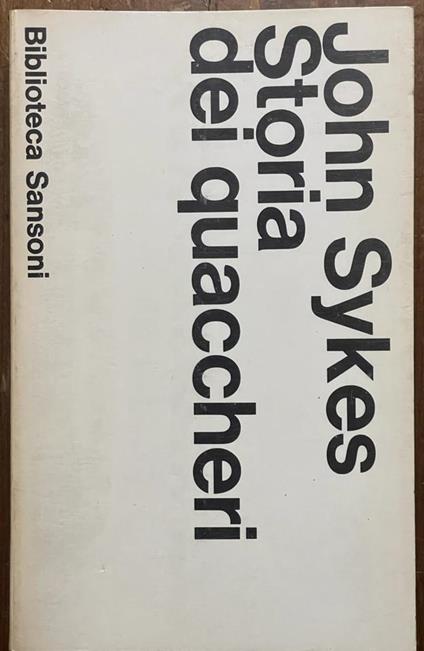 John Sykes
Storia
dei quaccheri
Biblioteca Sansoni